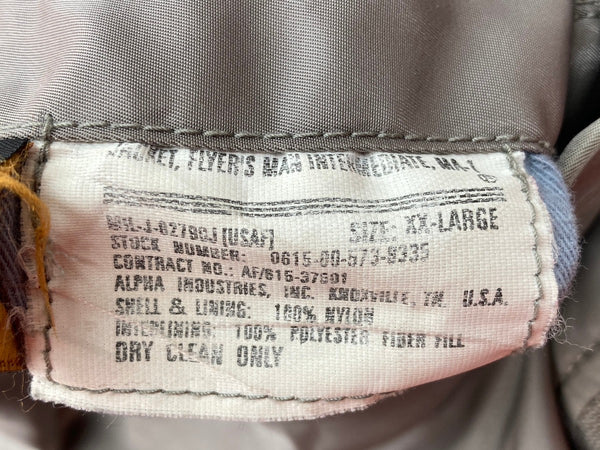 JACKET, FLYER'S MAN INTERMEDIATE, MA-1
®
MIL-J-8279DJ [USAF] SIZE: XX-LARGE
STOCK NUMBER: 0615-00-573-9335
CONTRACT NO.: AF/615-37601
ALPHA INDUSTRIES, INC. KNOXVILLE, TN. U.S.A.
SHELL & LINING: 100% NYLON
INTERLINING: 100% POLYESTER FIBER FILL
DRY CLEAN ONLY